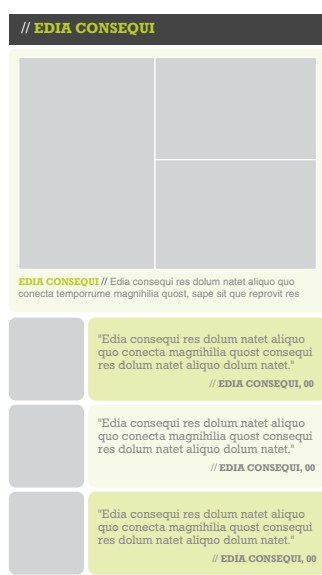 // EDIA CONSEQUI
EDIA CONSEQUI // Edia consequi res dolum natet aliquo quo
conecta temporrume magnihilia quost, sape sit que reprovit res
"Edia consequi res dolum natet aliquo
quo conecta magnihilia quost consequi
res dolum natet aliquo dolum natet."
// EDIA CONSEQUI, 00
"Edia consequi res dolum natet aliquo
quo conecta magnihilia quost consequi
res dolum natet aliquo dolum natet."
// EDIA CONSEQUI, 00
"Edia consequi res dolum natet aliquo
quo conecta magnihilia quost consequi
res dolum natet aliquo dolum natet."
// EDIA CONSEQUI, 00